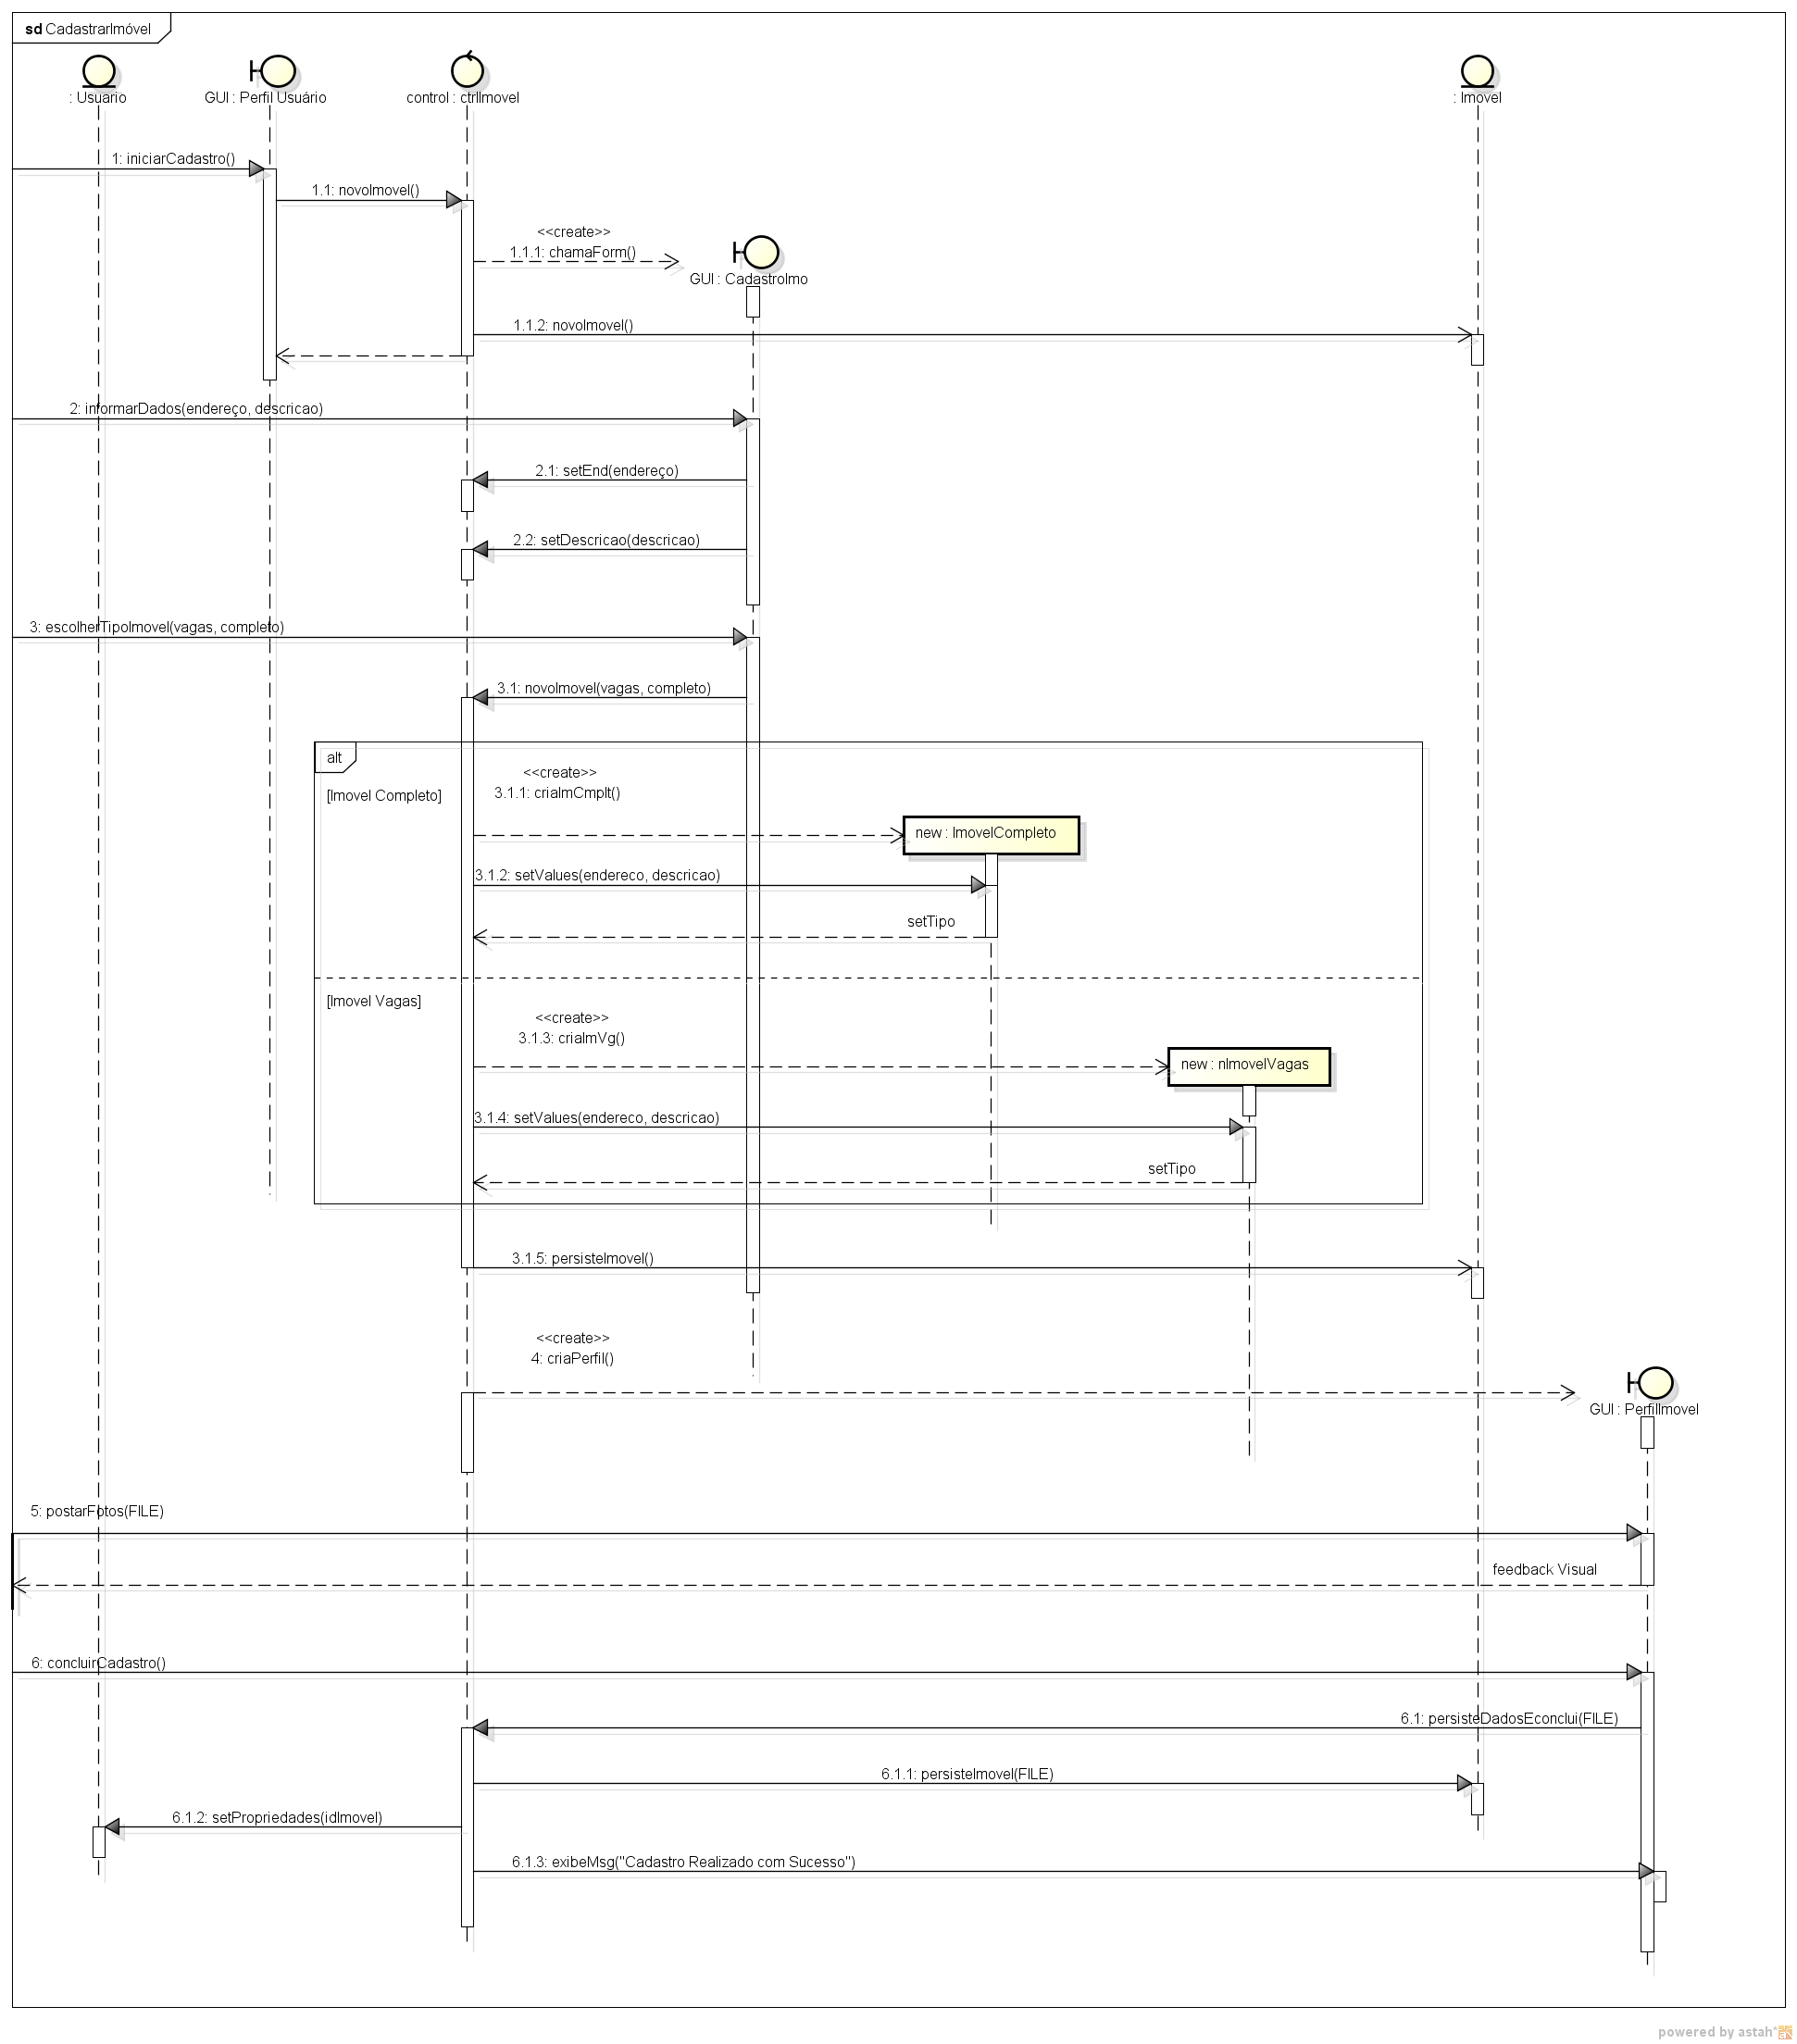 sd CadastrarImóvel
: Usuario
GUI : Perfil Usuário
control : ctrlImovel
: Imovel
1: iniciarCadastro()
1.1: novoImovel()
<<create>>
1.1.1: chamaForm()
GUI : CadastroImo
1.1.2: novoImovel()
2: informarDados(endereço, descricao)
2.1: setEnd(endereço)
2.2: setDescricao(descricao)
3: escolherTipoImovel(vagas, completo)
3.1: novoImovel(vagas, completo)
alt
<<create>>
[Imovel Completo]
3.1.1: criaImCmplt()
new : ImovelCompleto
3.1.2: setValues(endereco, descricao)
setTipo
[Imovel Vagas]
<<create>>
3.1.3: criaImVg()
new : nImovelVagas
3.1.4: setValues(endereco, descricao)
setTipo
3.1.5: persisteImovel()
<<create>>
4: criaPerfil()
GUI : PerfilImovel
5: postarFotos(FILE)
feedback Visual
6: concluirCadastro()
6.1: persisteDadosEconclui(FILE)
6.1.1: persisteImovel(FILE)
6.1.2: setPropriedades(idImovel)
6.1.3: exibeMsg("Cadastro Realizado com Sucesso")
powered by astah*